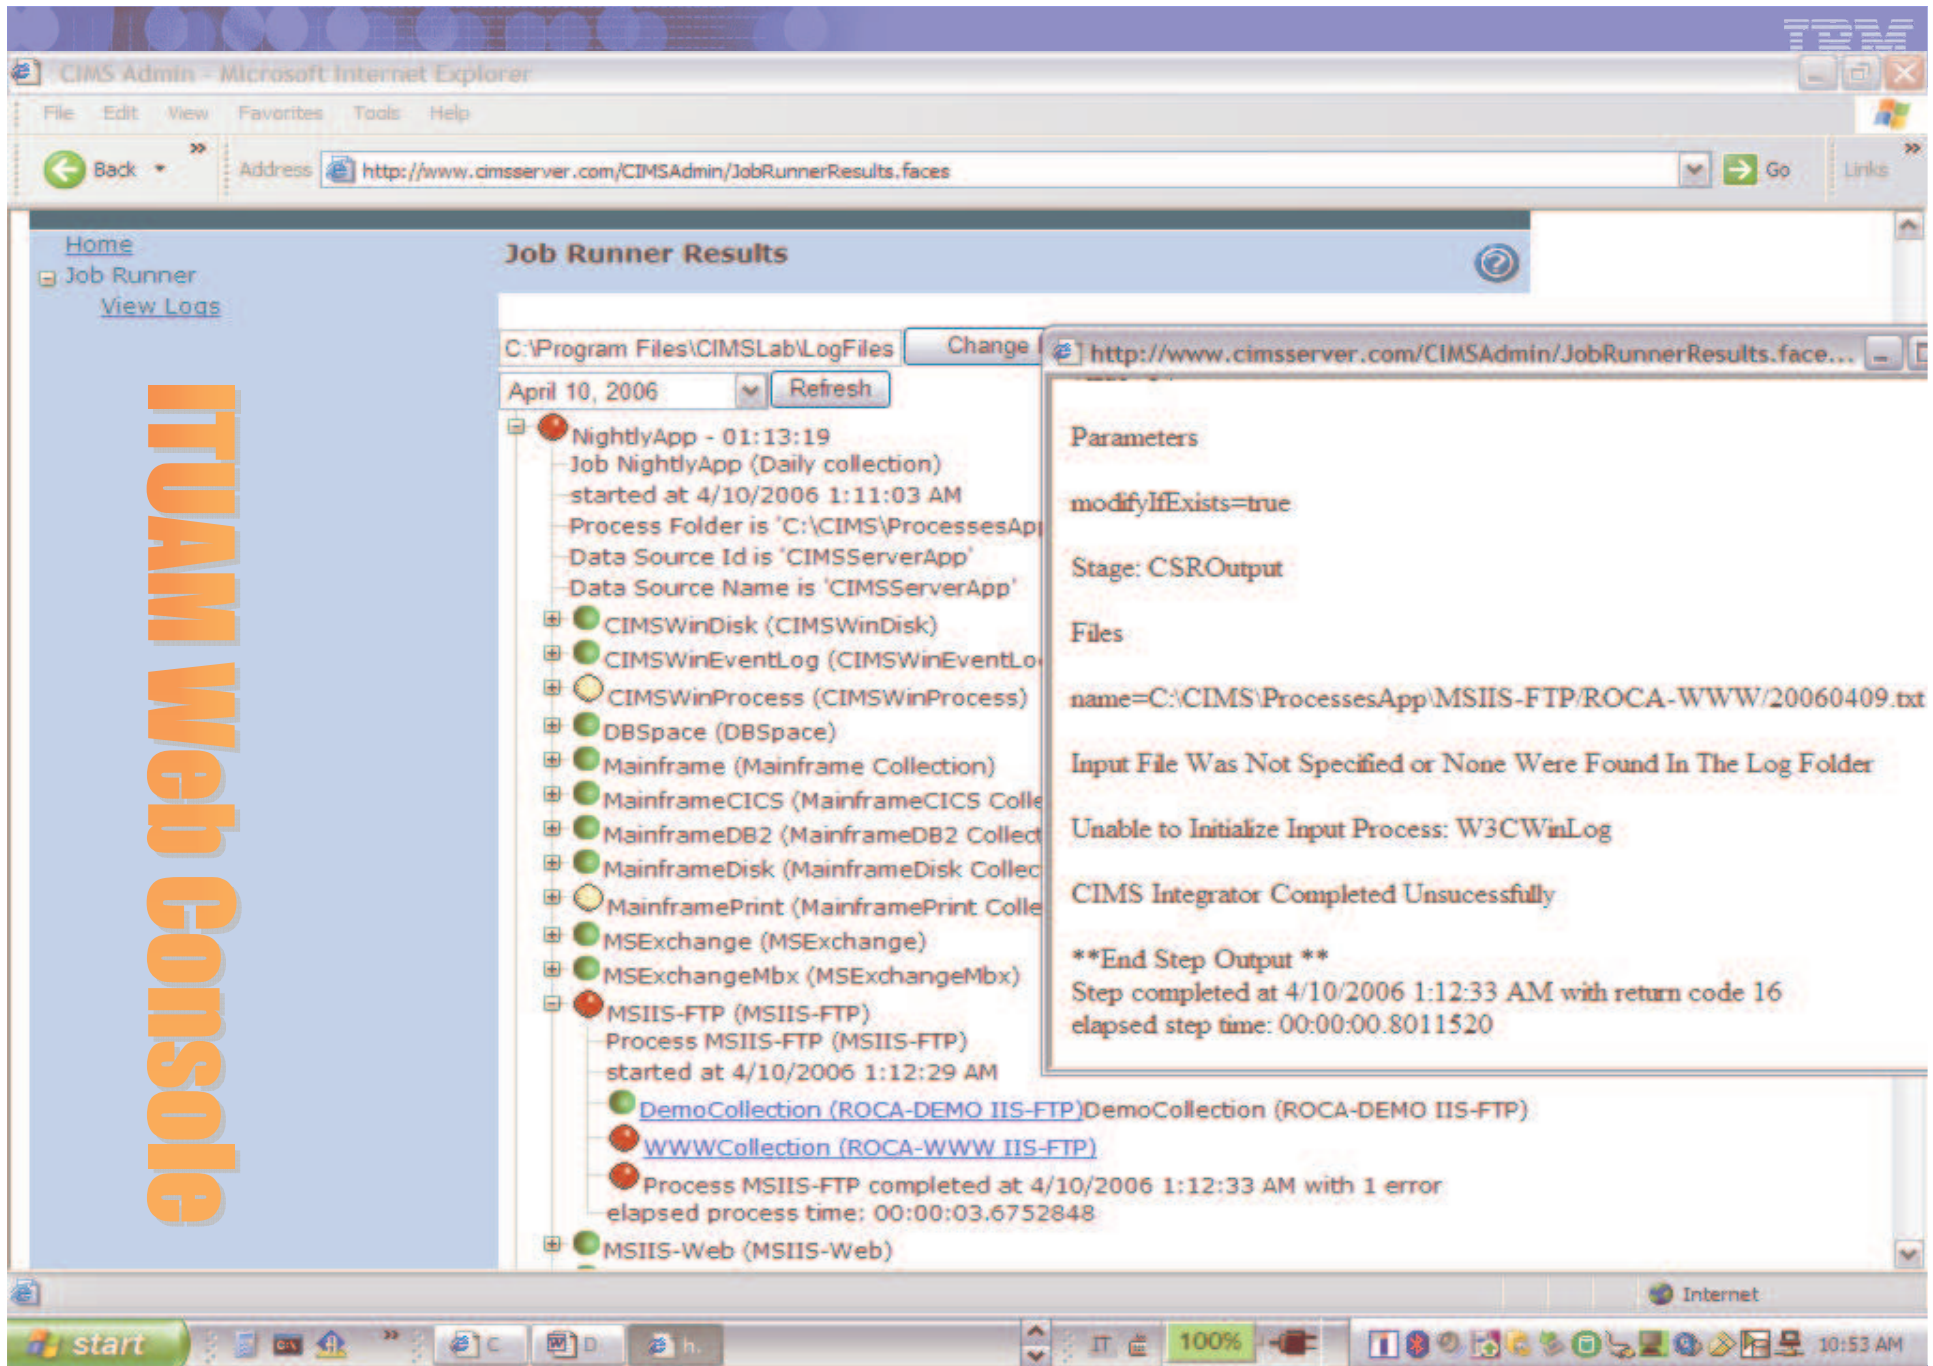 IBM
CIMS Admin - Microsoft Internet Explorer
File Edit View Favorites Tools Help
Back » Address http://www.cimsserver.com/CIMSAdmin/JobRunnerResults.faces Go Links »
Home
Job Runner
View Logs
ITUAM Web Console
Job Runner Results
C:\Program Files\CIMSLab\LogFiles Change
April 10, 2006 Refresh
NightlyApp - 01:13:19
Job NightlyApp (Daily collection)
started at 4/10/2006 1:11:03 AM
Process Folder is 'C:\CIMS\ProcessesApp
Data Source Id is 'CIMSServerApp'
Data Source Name is 'CIMSServerApp'
CIMSWinDisk (CIMSWinDisk)
CIMSWinEventLog (CIMSWinEventLo
CIMSWinProcess (CIMSWinProcess)
DBSpace (DBSpace)
Mainframe (Mainframe Collection)
MainframeCICS (MainframeCICS Colle
MainframeDB2 (MainframeDB2 Collect
MainframeDisk (MainframeDisk Collec
MainframePrint (MainframePrint Colle
MSExchange (MSExchange)
MSExchangeMbx (MSExchangeMbx)
MSIIS-FTP (MSIIS-FTP)
Process MSIIS-FTP (MSIIS-FTP)
started at 4/10/2006 1:12:29 AM
DemoCollection (ROCA-DEMO IIS-FTP)DemoCollection (ROCA-DEMO IIS-FTP)
WWWCollection (ROCA-WWW IIS-FTP)
Process MSIIS-FTP completed at 4/10/2006 1:12:33 AM with 1 error
elapsed process time: 00:00:03.6752848
MSIIS-Web (MSIIS-Web)
http://www.cimsserver.com/CIMSAdmin/JobRunnerResults.face...
Parameters
modifyIfExists=true
Stage: CSROutput
Files
name=C:\CIMS\ProcessesApp\MSIIS-FTP/ROCA-WWW/20060409.txt
Input File Was Not Specified or None Were Found In The Log Folder
Unable to Initialize Input Process: W3CWinLog
CIMS Integrator Completed Unsucessfully
**End Step Output **
Step completed at 4/10/2006 1:12:33 AM with return code 16
elapsed step time: 00:00:00.8011520
Internet
start » C D h. IT 100% 10:53 AM